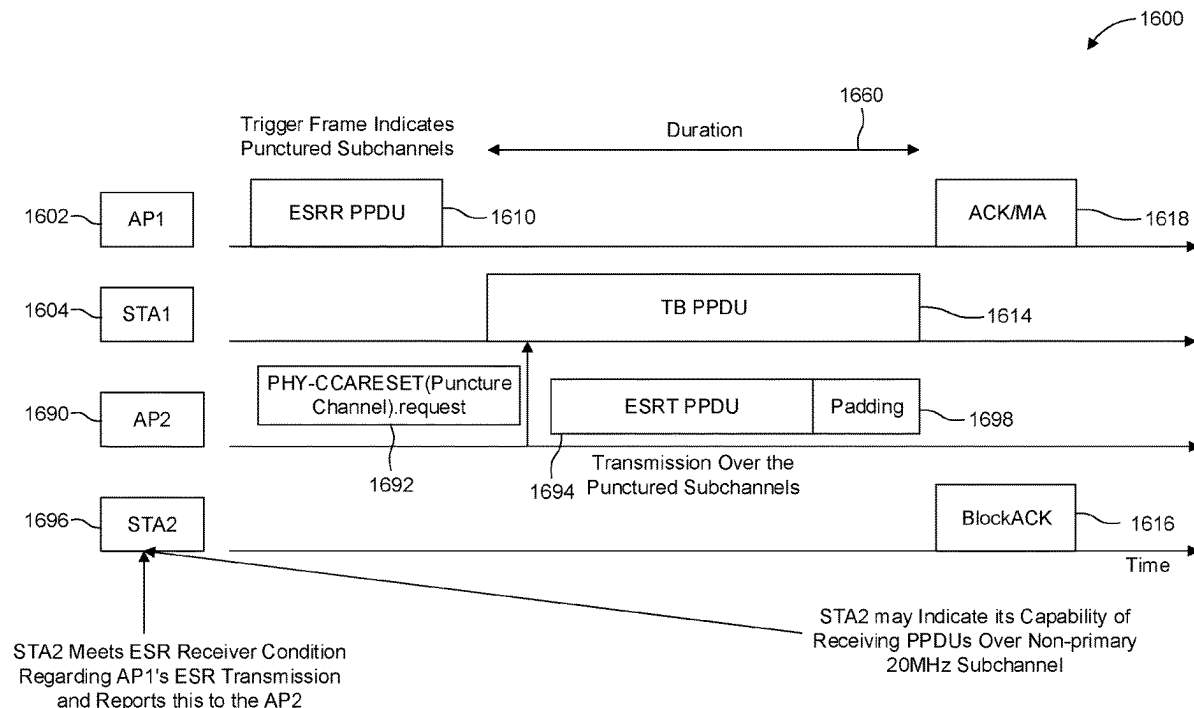 1600
1660
Trigger Frame Indicates
Punctured Subchannels
Duration
1602
AP1
ESRR PPDU
1610
ACK/MA
1618
1604
STA1
TB PPDU
1614
1690
AP2
PHY-CCARESET(Puncture
Channel).request
1692
ESRT PPDU
Padding
1698
1694
Transmission Over the
Punctured Subchannels
1696
STA2
BlockACK
1616
Time
STA2 Meets ESR Receiver Condition
Regarding AP1's ESR Transmission
and Reports this to the AP2
STA2 may Indicate its Capability of
Receiving PPDUs Over Non-primary
20MHz Subchannel